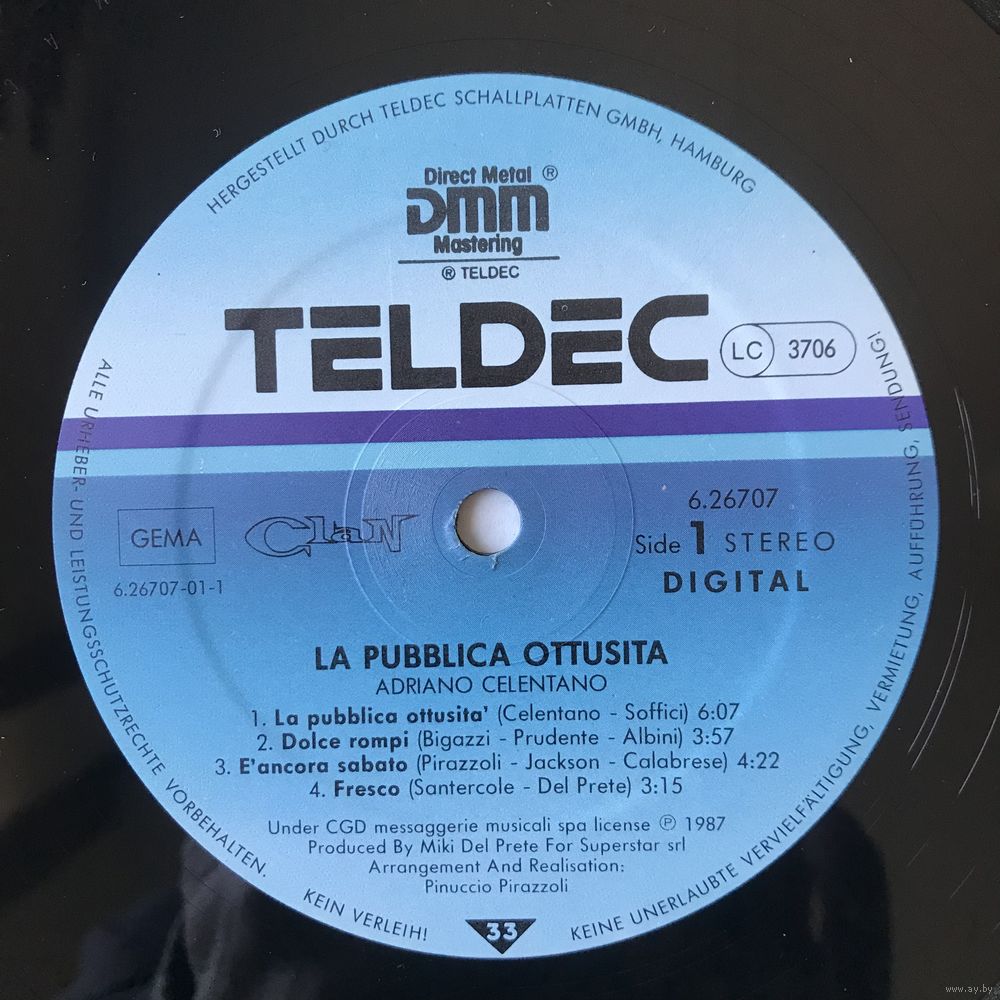 HERGESTELLT DURCH TELDEC SCHALLPLATTEN GMBH, HAMBURG
Direct Metal ®
DMM
Mastering
® TELDEC
TELDEC
LC 3706
GEMA
Clan
6.26707-01-1
6.26707
Side 1 STEREO
DIGITAL
LA PUBBLICA OTTUSITA
ADRIANO CELENTANO
1. La pubblica ottusita' (Celentano - Soffici) 6:07
2. Dolce rompi (Bigazzi - Prudente - Albini) 3:57
3. E'ancora sabato (Pirazzoli - Jackson - Calabrese) 4:22
4. Fresco (Santercole - Del Prete) 3:15
Under CGD messaggerie musicali spa license ℗ 1987
Produced By Miki Del Prete For Superstar srl
Arrangement And Realisation:
Pinuccio Pirazzoli
33
ALLE URHEBER- UND LEISTUNGSSCHUTZRECHTE VORBEHALTEN.
KEIN VERLEIH!
KEINE UNERLAUBTE VERVIELFÄLTIGUNG, VERMIETUNG, AUFFÜHRUNG, SENDUNG!
www.ay.by